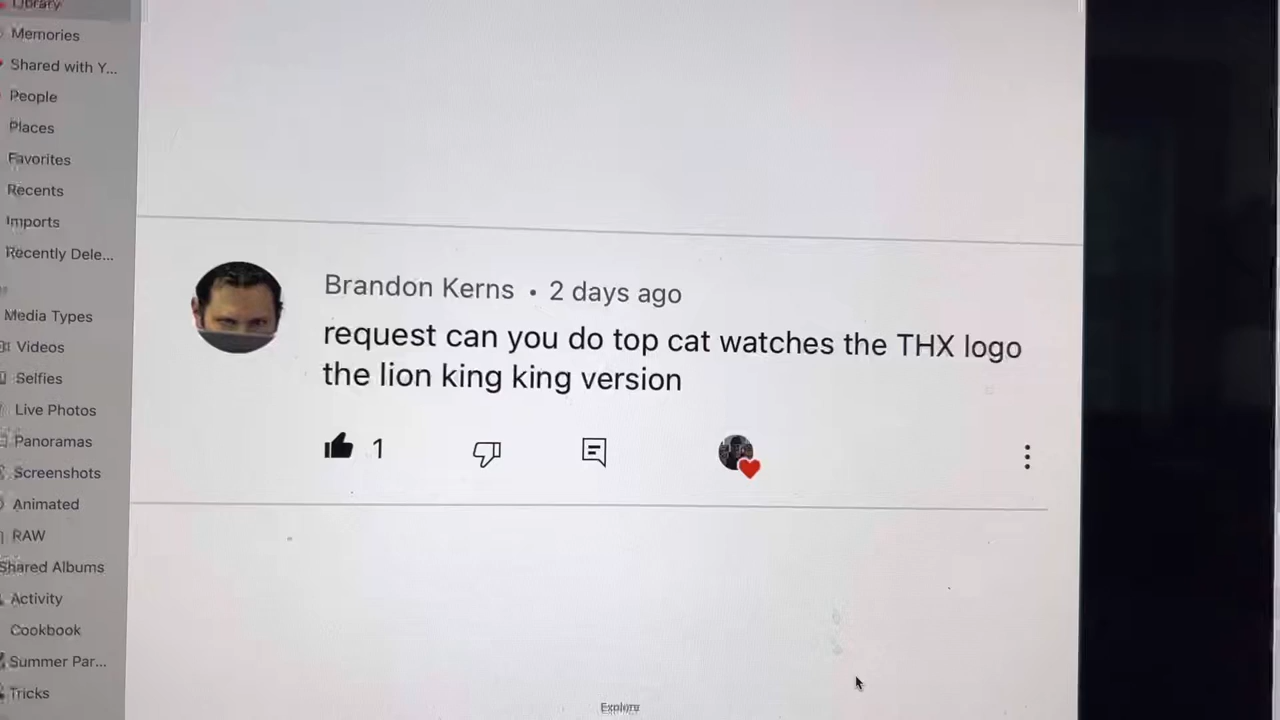 Library
Memories
Shared with Y...
People
Places
Favorites
Recents
Imports
Recently Dele...
Media Types
Videos
Selfies
Live Photos
Panoramas
Screenshots
Animated
RAW
Shared Albums
Activity
Cookbook
Summer Par...
Tricks
Brandon Kerns • 2 days ago
request can you do top cat watches the THX logo
the lion king king version
1
Explore